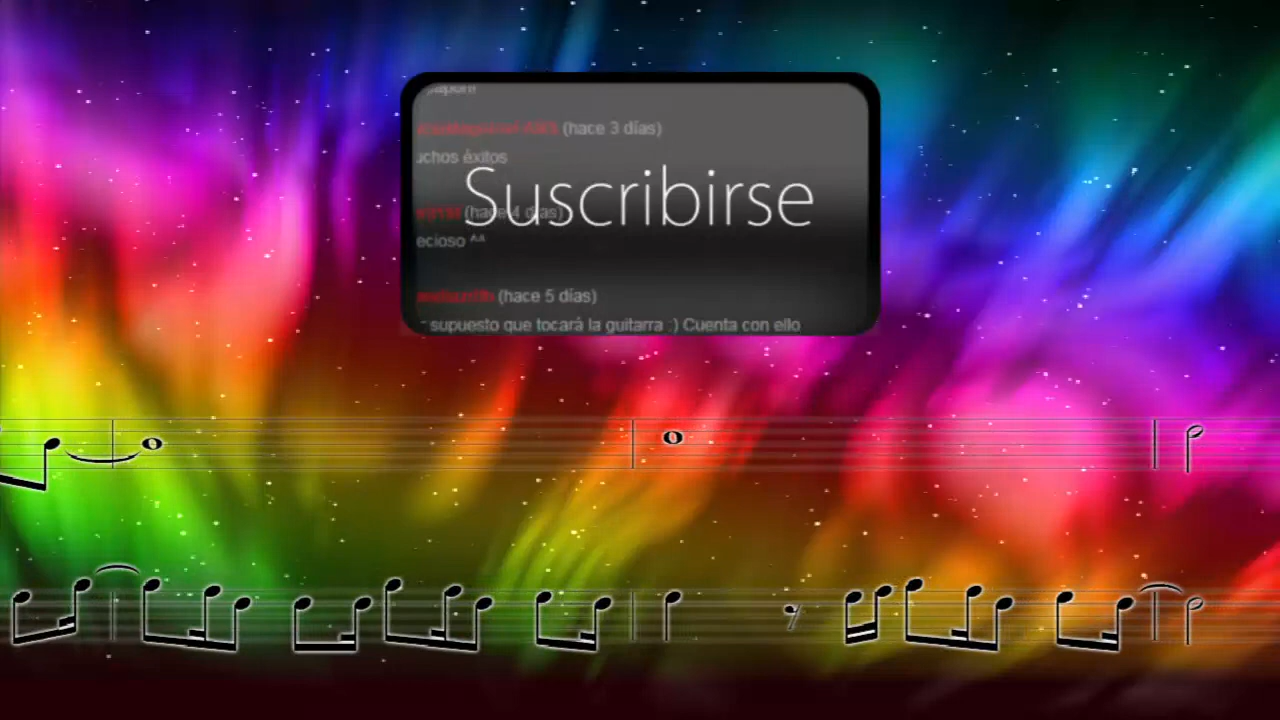 (hace 3 días)
uchos éxitos
Suscribirse
(hace 4 días)
ecioso ^^
(hace 5 días)
supuesto que tocará la guitarra :) Cuenta con ello